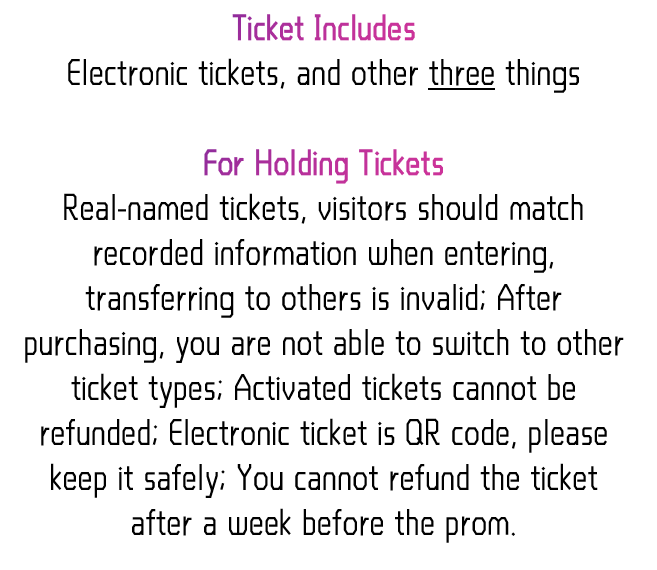 Ticket Includes
Electronic tickets, and other three things
For Holding Tickets
Real-named tickets, visitors should match
recorded information when entering,
transferring to others is invalid; After
purchasing, you are not able to switch to other
ticket types; Activated tickets cannot be
refunded; Electronic ticket is QR code, please
keep it safely; You cannot refund the ticket
after a week before the prom.